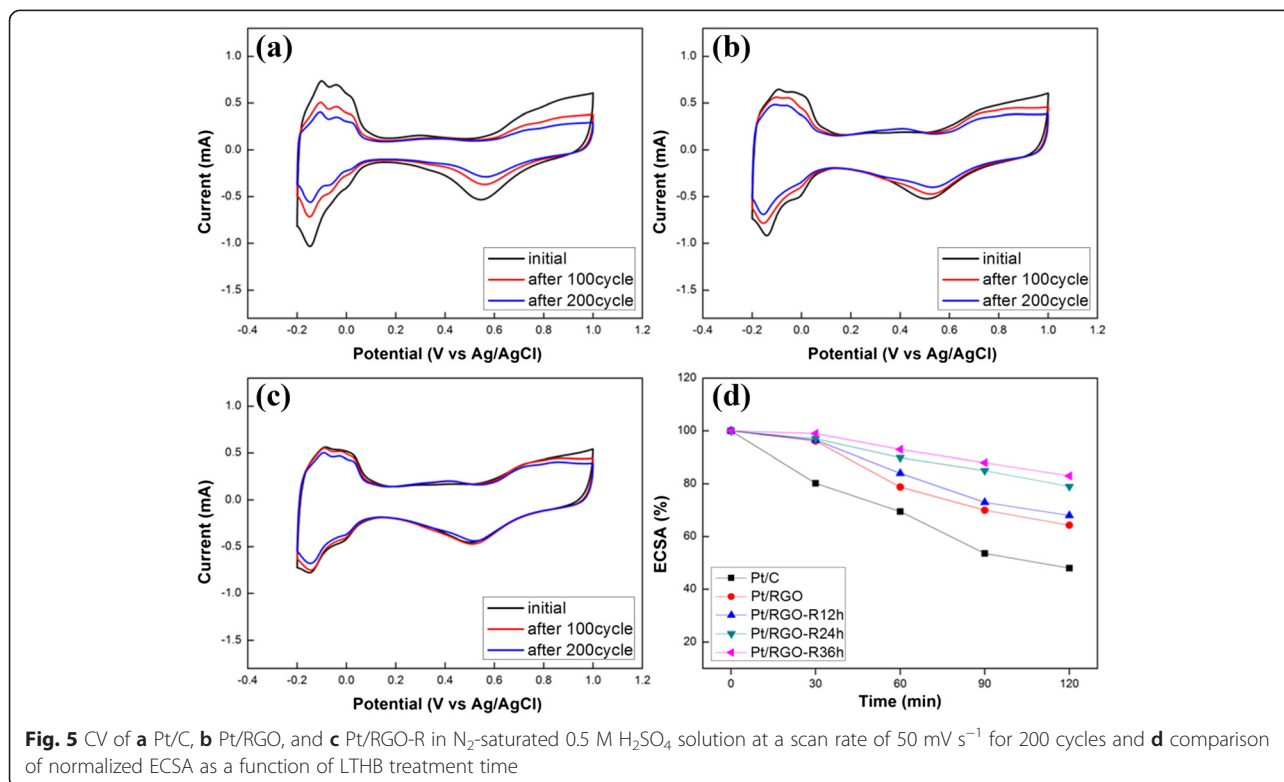 (a)
1.0
0.5
0.0
-0.5
-1.0
-1.5
Current (mA)
initial
after 100cycle
after 200cycle
-0.4 -0.2 0.0 0.2 0.4 0.6 0.8 1.0 1.2
Potential (V vs Ag/AgCl)
(b)
1.0
0.5
0.0
-0.5
-1.0
-1.5
Current (mA)
initial
after 100cycle
after 200cycle
-0.4 -0.2 0.0 0.2 0.4 0.6 0.8 1.0 1.2
Potential (V vs Ag/AgCl)
(c)
1.0
0.5
0.0
-0.5
-1.0
-1.5
Current (mA)
initial
after 100cycle
after 200cycle
-0.4 -0.2 0.0 0.2 0.4 0.6 0.8 1.0 1.2
Potential (V vs Ag/AgCl)
(d)
120
100
80
60
40
20
ECSA (%)
Pt/C
Pt/RGO
Pt/RGO-R12h
Pt/RGO-R24h
Pt/RGO-R36h
0 30 60 90 120
Time (min)
Fig. 5 CV of a Pt/C, b Pt/RGO, and c Pt/RGO-R in N₂-saturated 0.5 M H₂SO₄ solution at a scan rate of 50 mV s⁻¹ for 200 cycles and d comparison
of normalized ECSA as a function of LTHB treatment time